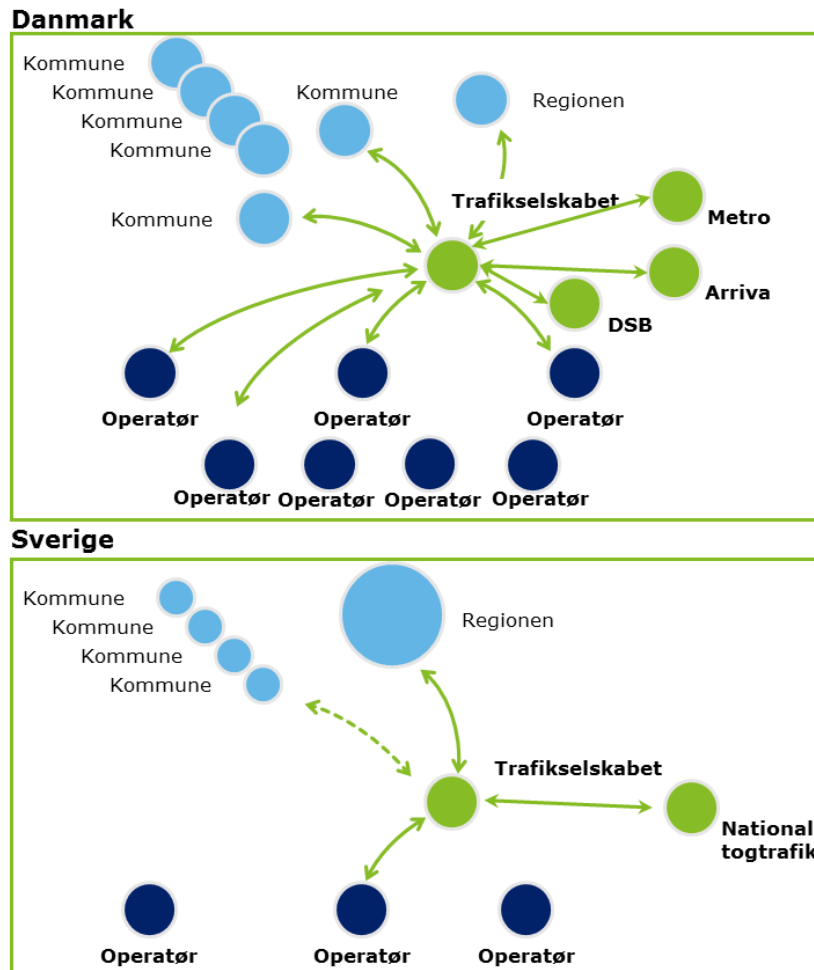 Danmark
Kommune
Kommune
Kommune
Kommune
Kommune
Regionen
Kommune
Trafikselskabet
Metro
Arriva
DSB
Operatør
Operatør
Operatør
Operatør
Operatør
Operatør
Operatør
Sverige
Kommune
Kommune
Kommune
Kommune
Regionen
Trafikselskabet
National
togtrafik
Operatør
Operatør
Operatør